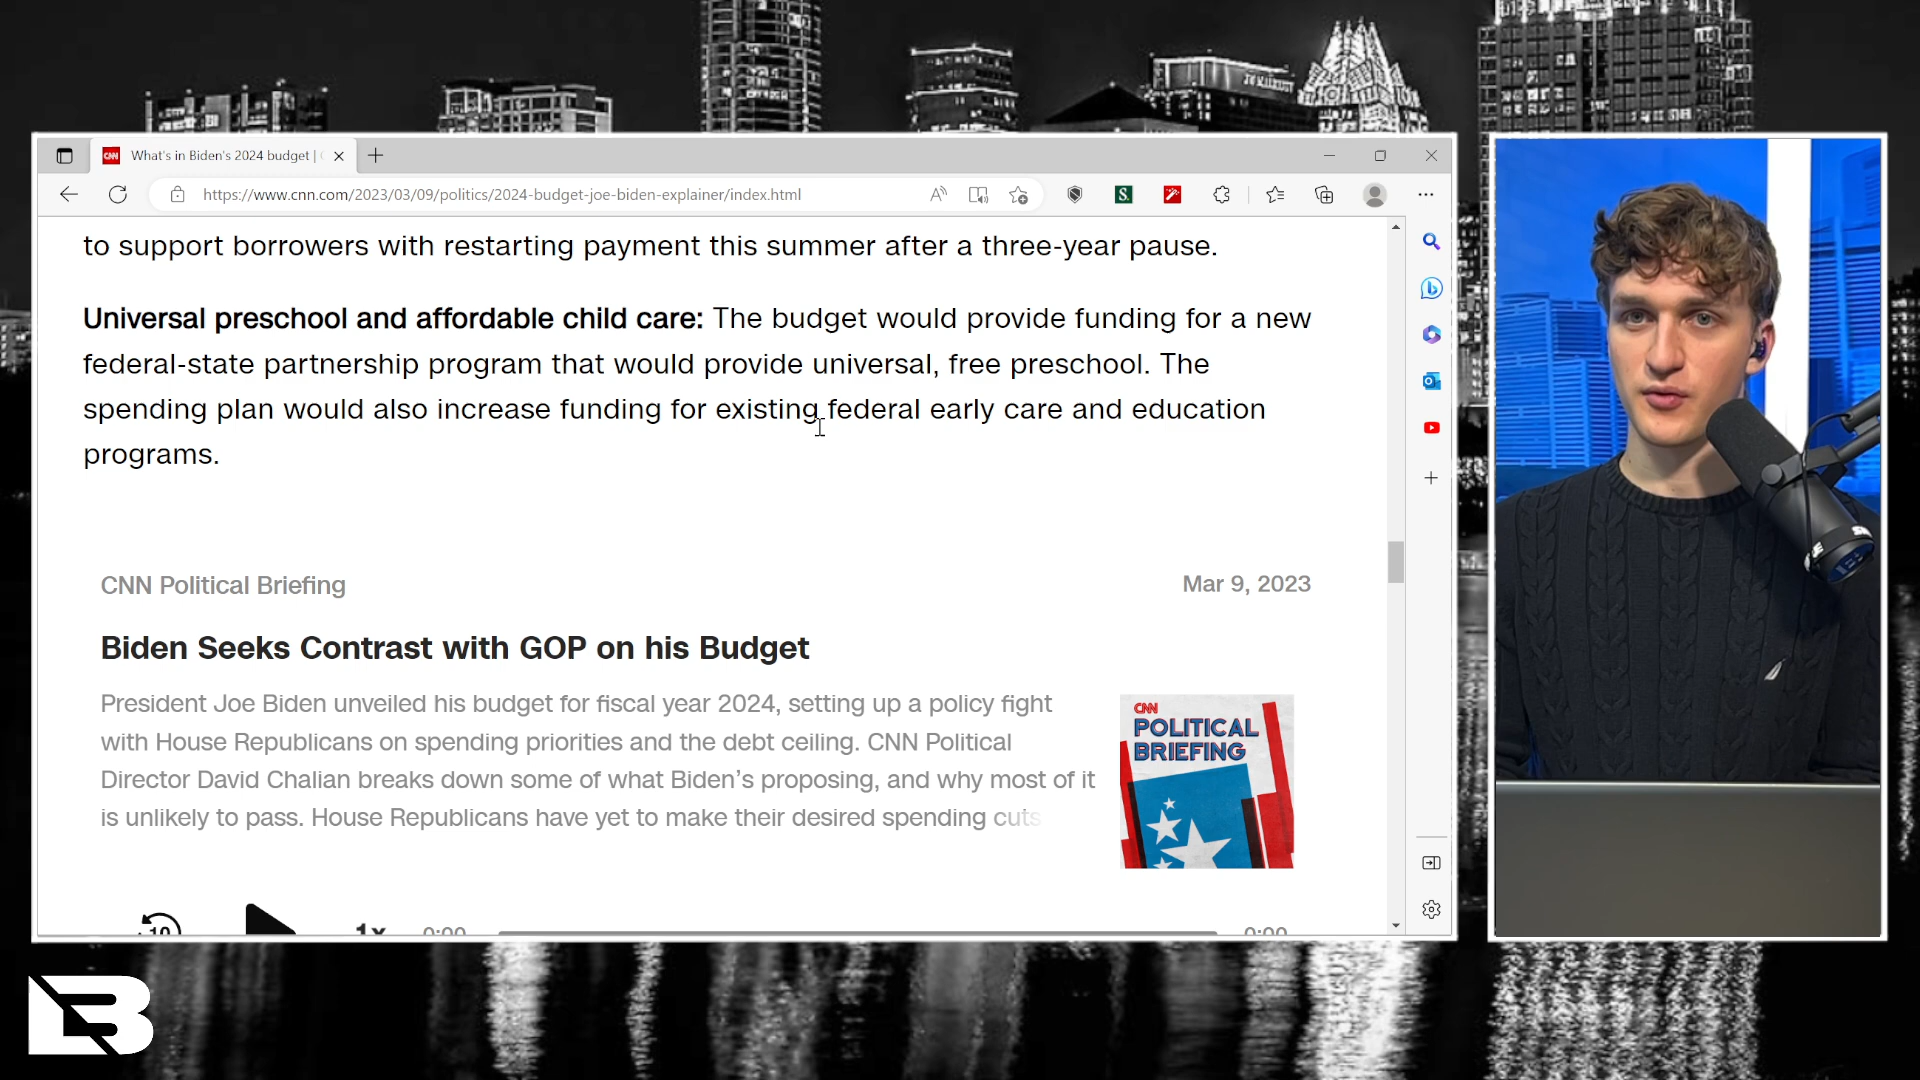 What's in Biden's 2024 budget |
https://www.cnn.com/2023/03/09/politics/2024-budget-joe-biden-explainer/index.html
to support borrowers with restarting payment this summer after a three-year pause.
Universal preschool and affordable child care: The budget would provide funding for a new
federal-state partnership program that would provide universal, free preschool. The
spending plan would also increase funding for existing federal early care and education
programs.
CNN Political Briefing
Mar 9, 2023
Biden Seeks Contrast with GOP on his Budget
President Joe Biden unveiled his budget for fiscal year 2024, setting up a policy fight
with House Republicans on spending priorities and the debt ceiling. CNN Political
Director David Chalian breaks down some of what Biden’s proposing, and why most of it
is unlikely to pass. House Republicans have yet to make their desired spending cuts
CNN
POLITICAL
BRIEFING
10
1x
0:00
0:00